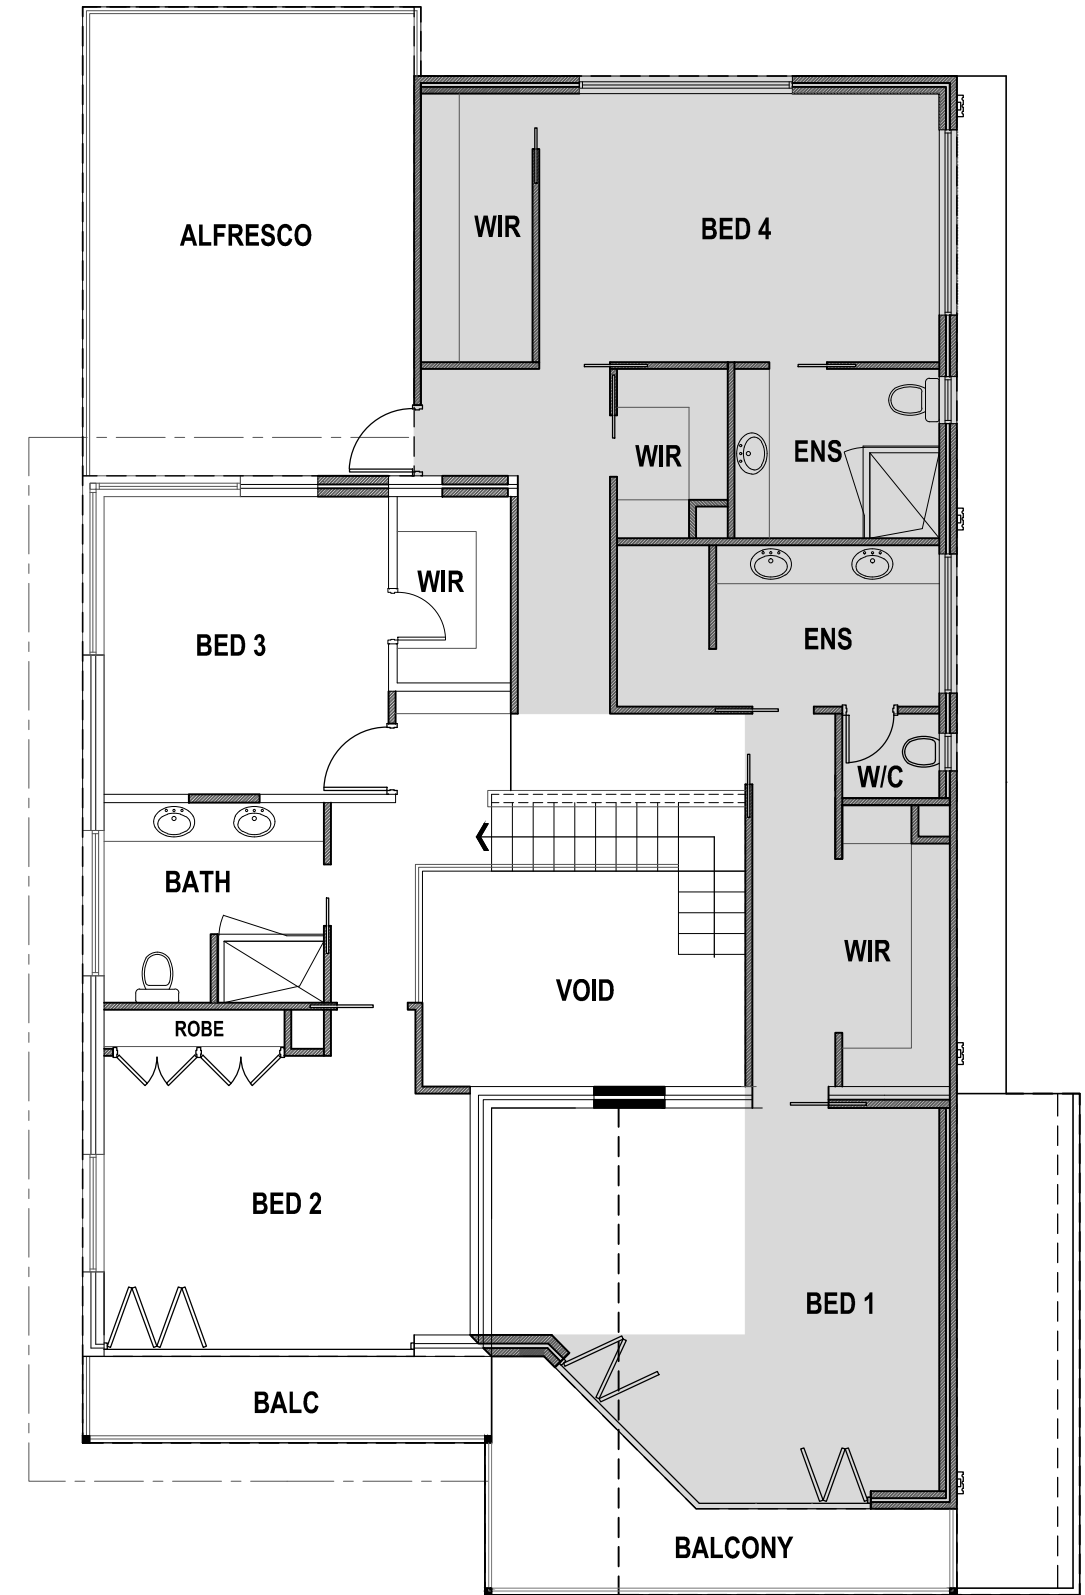 WIR
BED 4
ALFRESCO
WIR
ENS
WIR
BED 3
ENS
W/C
BATH
WIR
VOID
ROBE
BED 2
BED 1
BALC
BALCONY